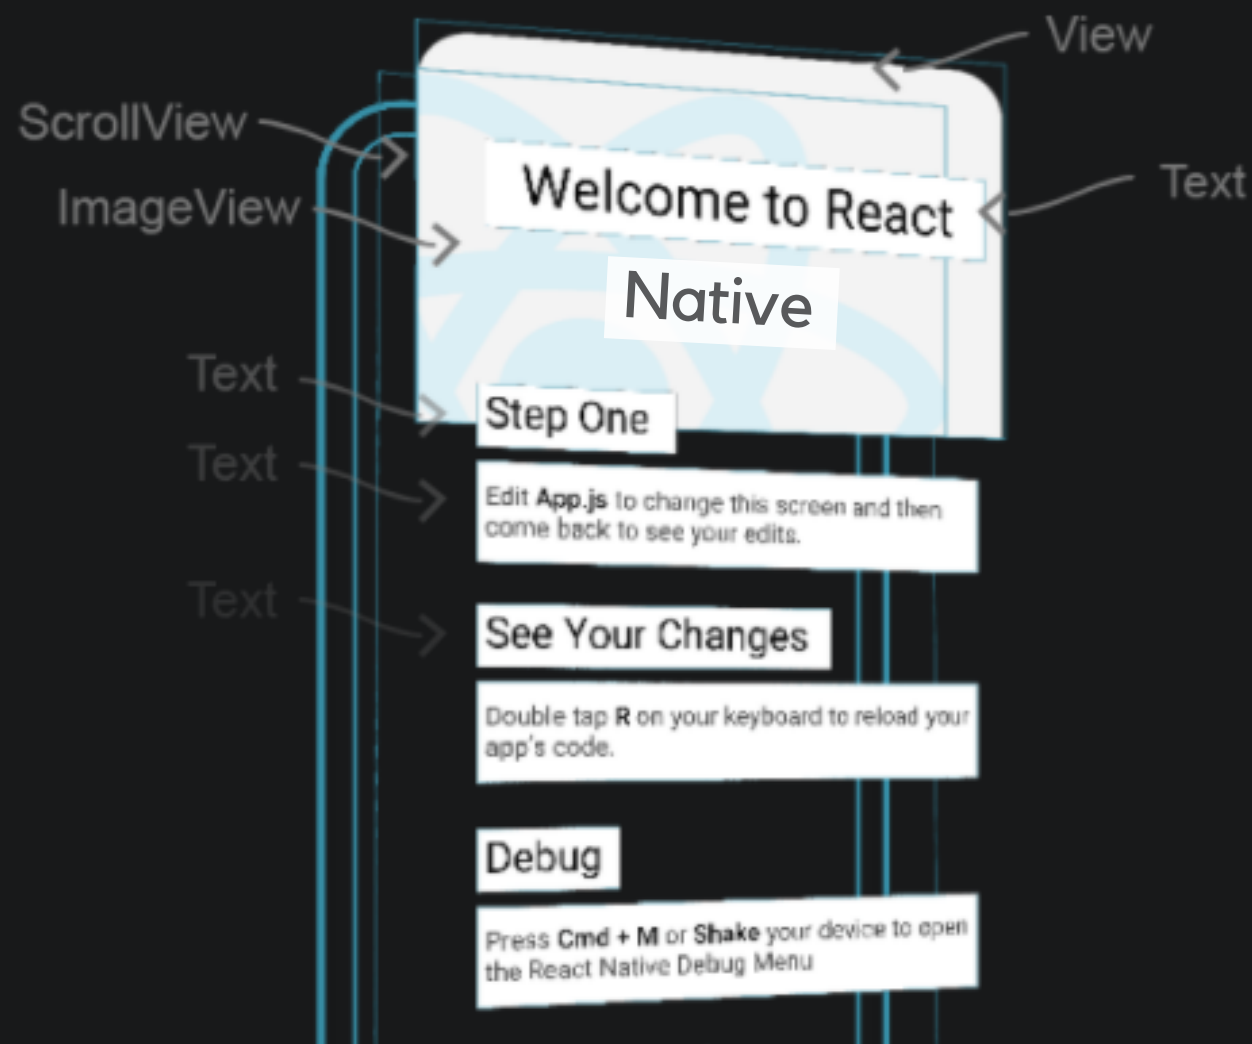 View
ScrollView
Text
ImageView
Welcome to React
Native
Text
Step One
Text
Edit App.js to change this screen and then
come back to see your edits.
Text
See Your Changes
Double tap R on your keyboard to reload your
app's code.
Debug
Press Cmd + M or Shake your device to open
the React Native Debug Menu